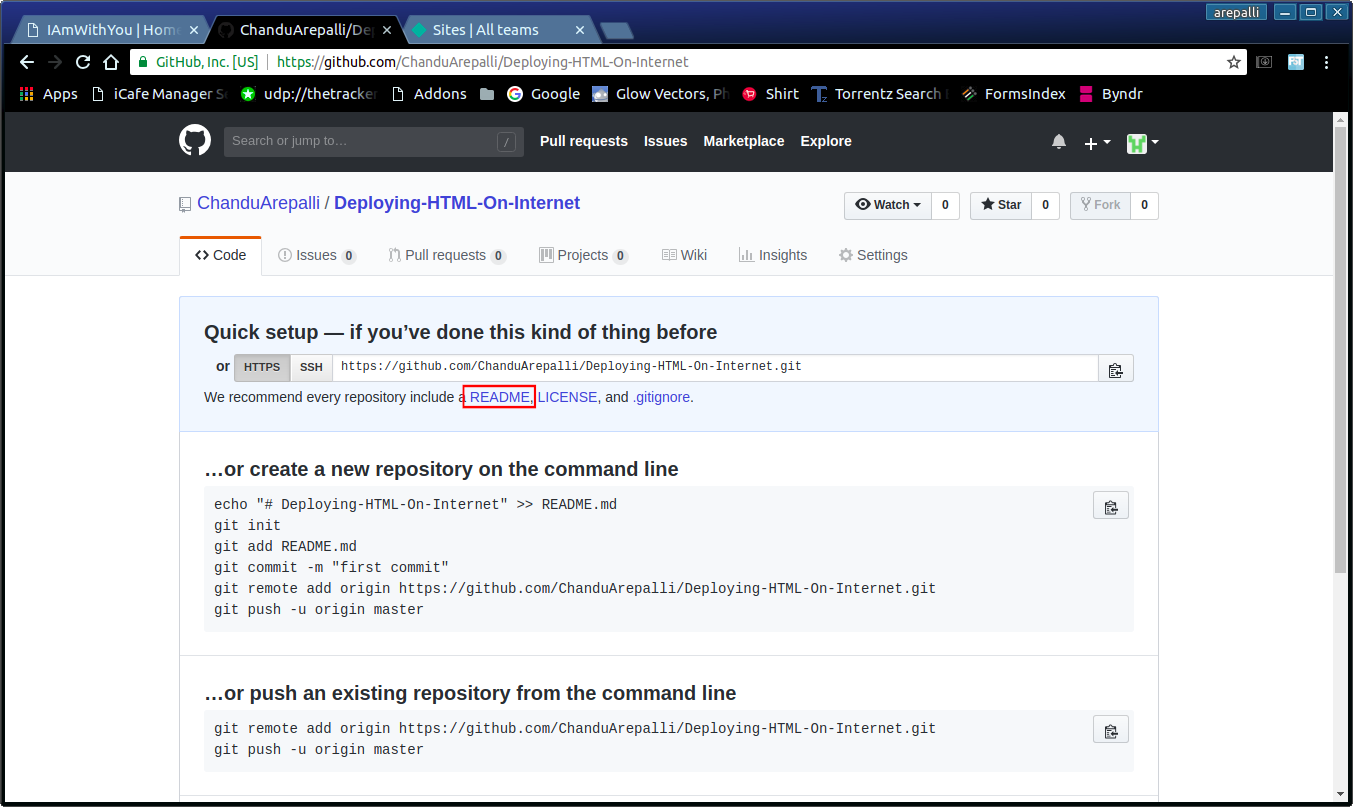 arepalli
IAmWithYou | Home
ChanduArepalli/De
Sites | All teams
GitHub, Inc. [US] https://github.com/ChanduArepalli/Deploying-HTML-On-Internet
Apps iCafe Manager S udp://thetracker Addons Google Glow Vectors, Ph Shirt Torrentz Search FormsIndex Byndr
Search or jump to… / Pull requests Issues Marketplace Explore
ChanduArepalli / Deploying-HTML-On-Internet
Watch 0 Star 0 Fork 0
Code Issues 0 Pull requests 0 Projects 0 Wiki Insights Settings
Quick setup — if you’ve done this kind of thing before
or HTTPS SSH https://github.com/ChanduArepalli/Deploying-HTML-On-Internet.git
We recommend every repository include a README, LICENSE, and .gitignore.
…or create a new repository on the command line
echo "# Deploying-HTML-On-Internet" >> README.md
git init
git add README.md
git commit -m "first commit"
git remote add origin https://github.com/ChanduArepalli/Deploying-HTML-On-Internet.git
git push -u origin master
…or push an existing repository from the command line
git remote add origin https://github.com/ChanduArepalli/Deploying-HTML-On-Internet.git
git push -u origin master